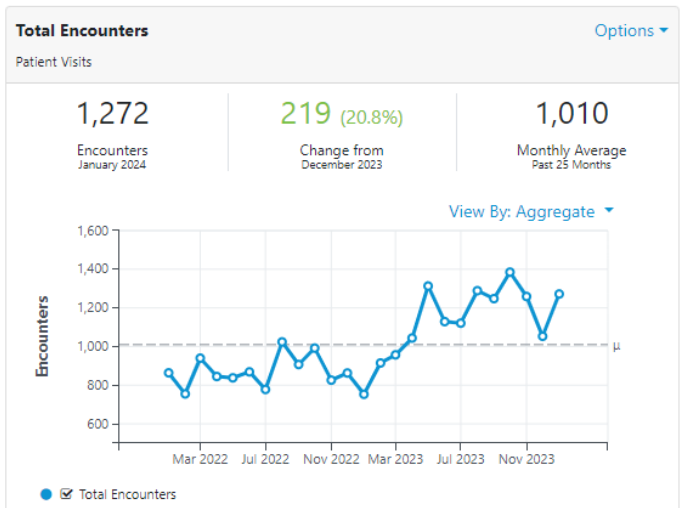 Total Encounters
Options
Patient Visits
1,272
Encounters
January 2024
219 (20.8%)
Change from
December 2023
1,010
Monthly Average
Past 25 Months
View By: Aggregate
Encounters
1,600
1,400
1,200
1,000
800
600
μ
Mar 2022 Jul 2022 Nov 2022 Mar 2023 Jul 2023 Nov 2023
Total Encounters